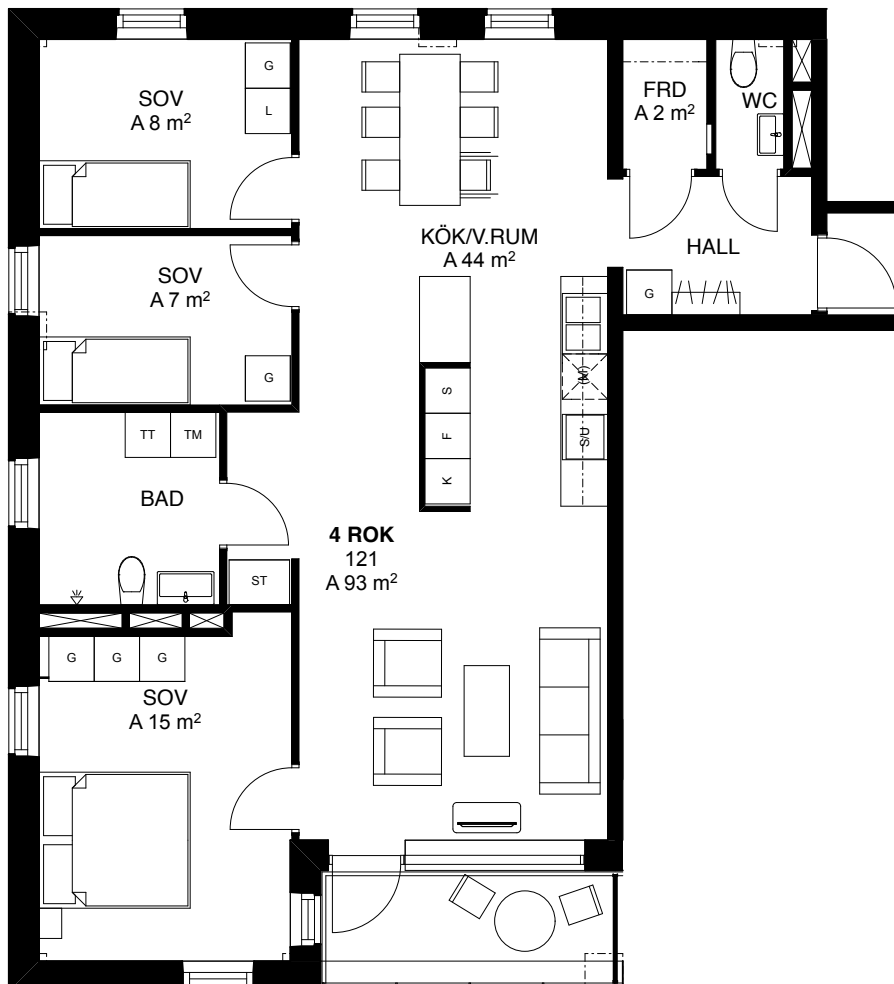 G
SOV
A 8 m²
L
FRD
A 2 m²
WC
KÖK/V.RUM
A 44 m²
HALL
SOV
A 7 m²
G
G
S
(M)
F
S/U
K
TT
TM
BAD
4 ROK
121
A 93 m²
ST
G
G
G
SOV
A 15 m²